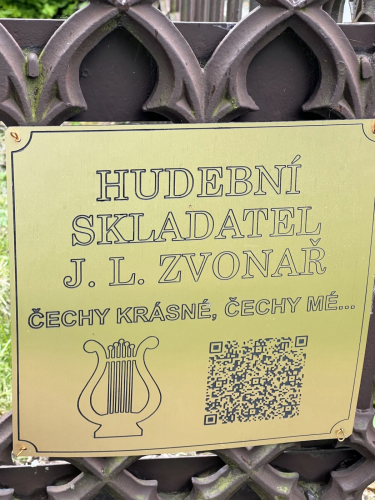 HUDEBNÍ
SKLADATEL
J. L. ZVONAŘ
ČECHY KRÁSNÉ, ČECHY MÉ...